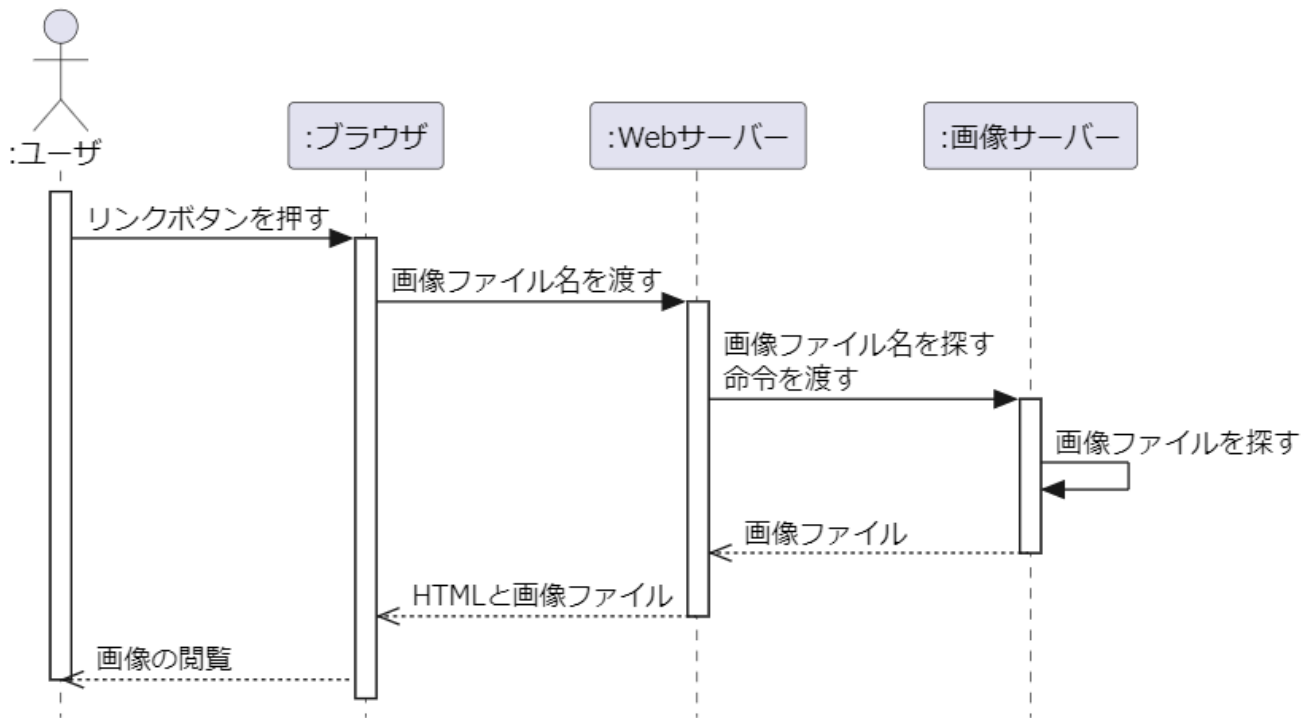 :ユーザ
:ブラウザ
:Webサーバー
:画像サーバー
リンクボタンを押す
画像ファイル名を渡す
画像ファイル名を探す
命令を渡す
画像ファイルを探す
画像ファイル
HTMLと画像ファイル
画像の閲覧